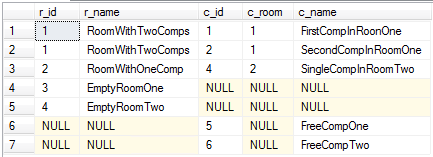 r_id r_name c_id c_room c_name
1 1 RoomWithTwoComps 1 1 FirstCompInRoonOne
2 1 RoomWithTwoComps 2 1 SecondCompInRoomOne
3 2 RoomWithOneComp 4 2 SingleCompInRoomTwo
4 3 EmptyRoomOne NULL NULL NULL
5 4 EmptyRoomTwo NULL NULL NULL
6 NULL NULL 5 NULL FreeCompOne
7 NULL NULL 6 NULL FreeCompTwo